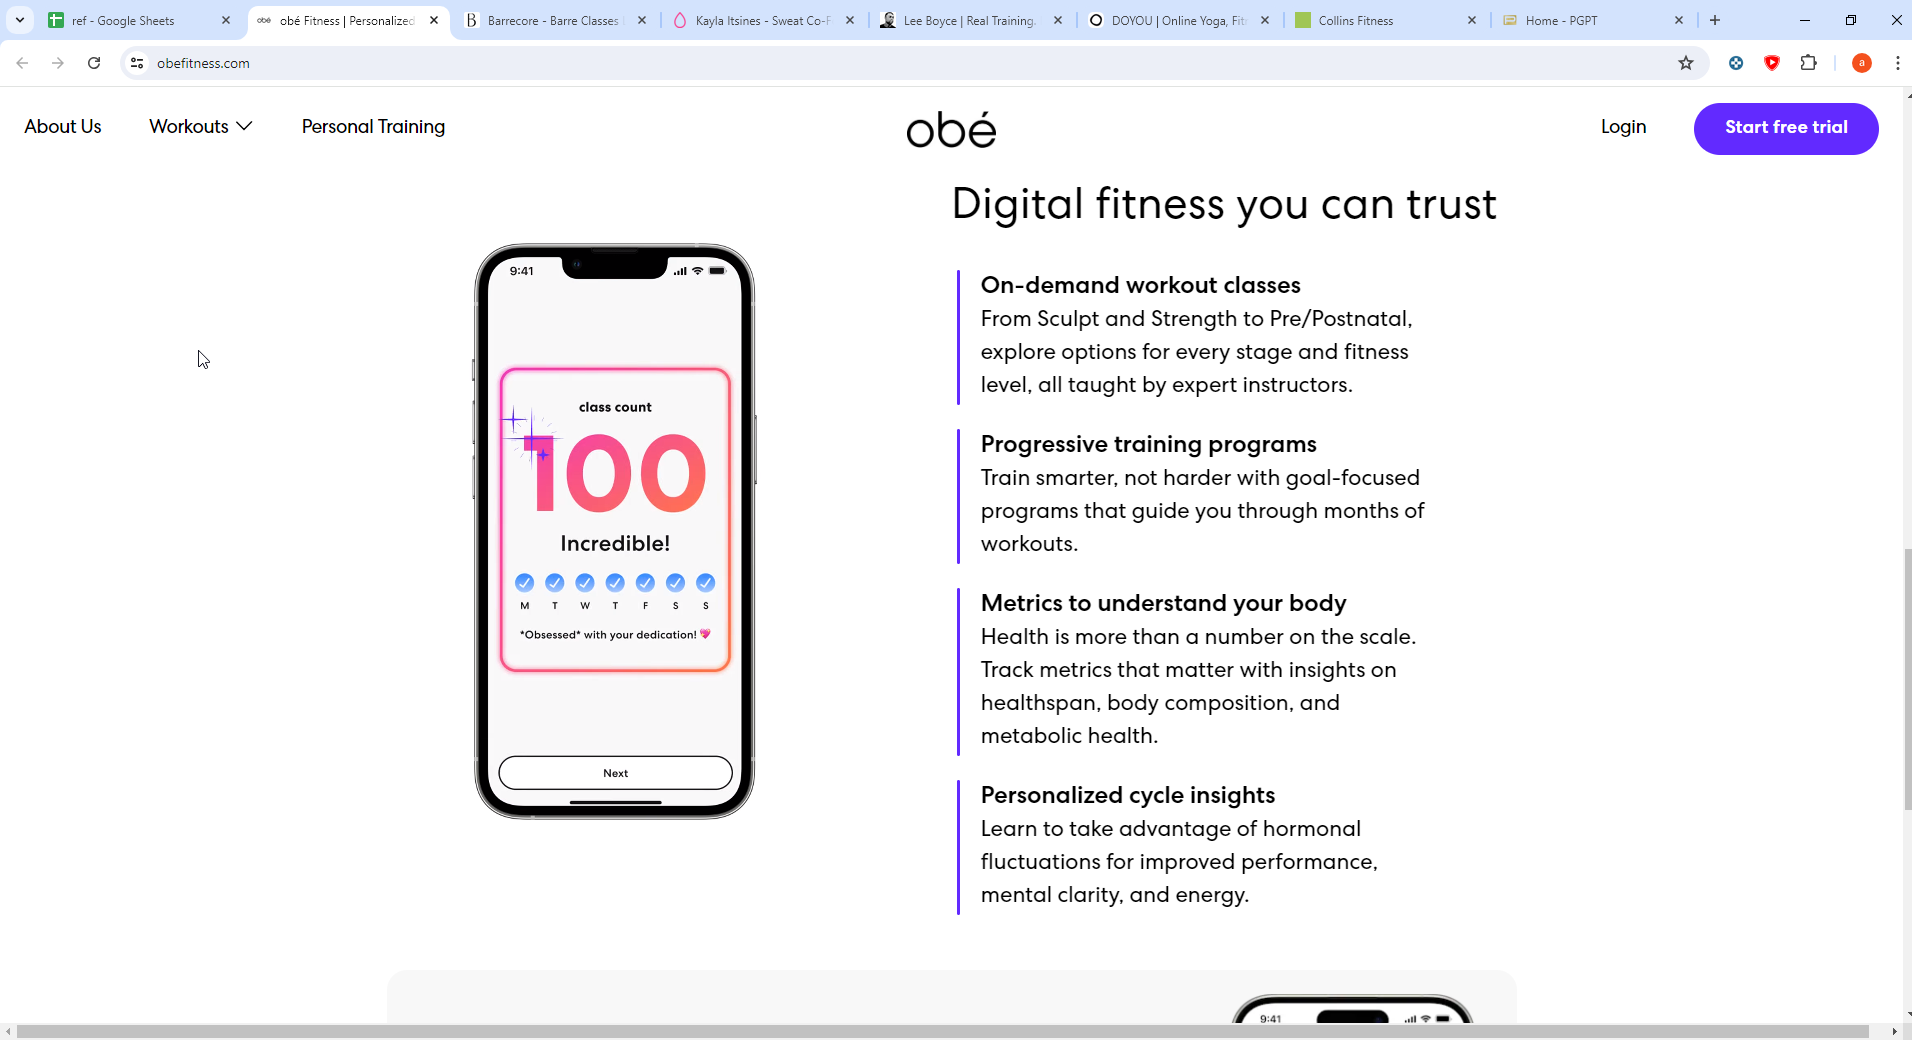 ref - Google Sheets
obé Fitness | Personalized
Barrecore - Barre Classes
Kayla Itsines - Sweat Co-F
Lee Boyce | Real Training.
DOYOU | Online Yoga, Fit
Collins Fitness
Home - PGPT
obefitness.com
a
About Us
Workouts
Personal Training
obé
Login
Start free trial
Digital fitness you can trust
9:41
class count
100
Incredible!
M T W T F S S
*Obsessed* with your dedication! 💖
Next
On-demand workout classes
From Sculpt and Strength to Pre/Postnatal,
explore options for every stage and fitness
level, all taught by expert instructors.
Progressive training programs
Train smarter, not harder with goal-focused
programs that guide you through months of
workouts.
Metrics to understand your body
Health is more than a number on the scale.
Track metrics that matter with insights on
healthspan, body composition, and
metabolic health.
Personalized cycle insights
Learn to take advantage of hormonal
fluctuations for improved performance,
mental clarity, and energy.
9:41